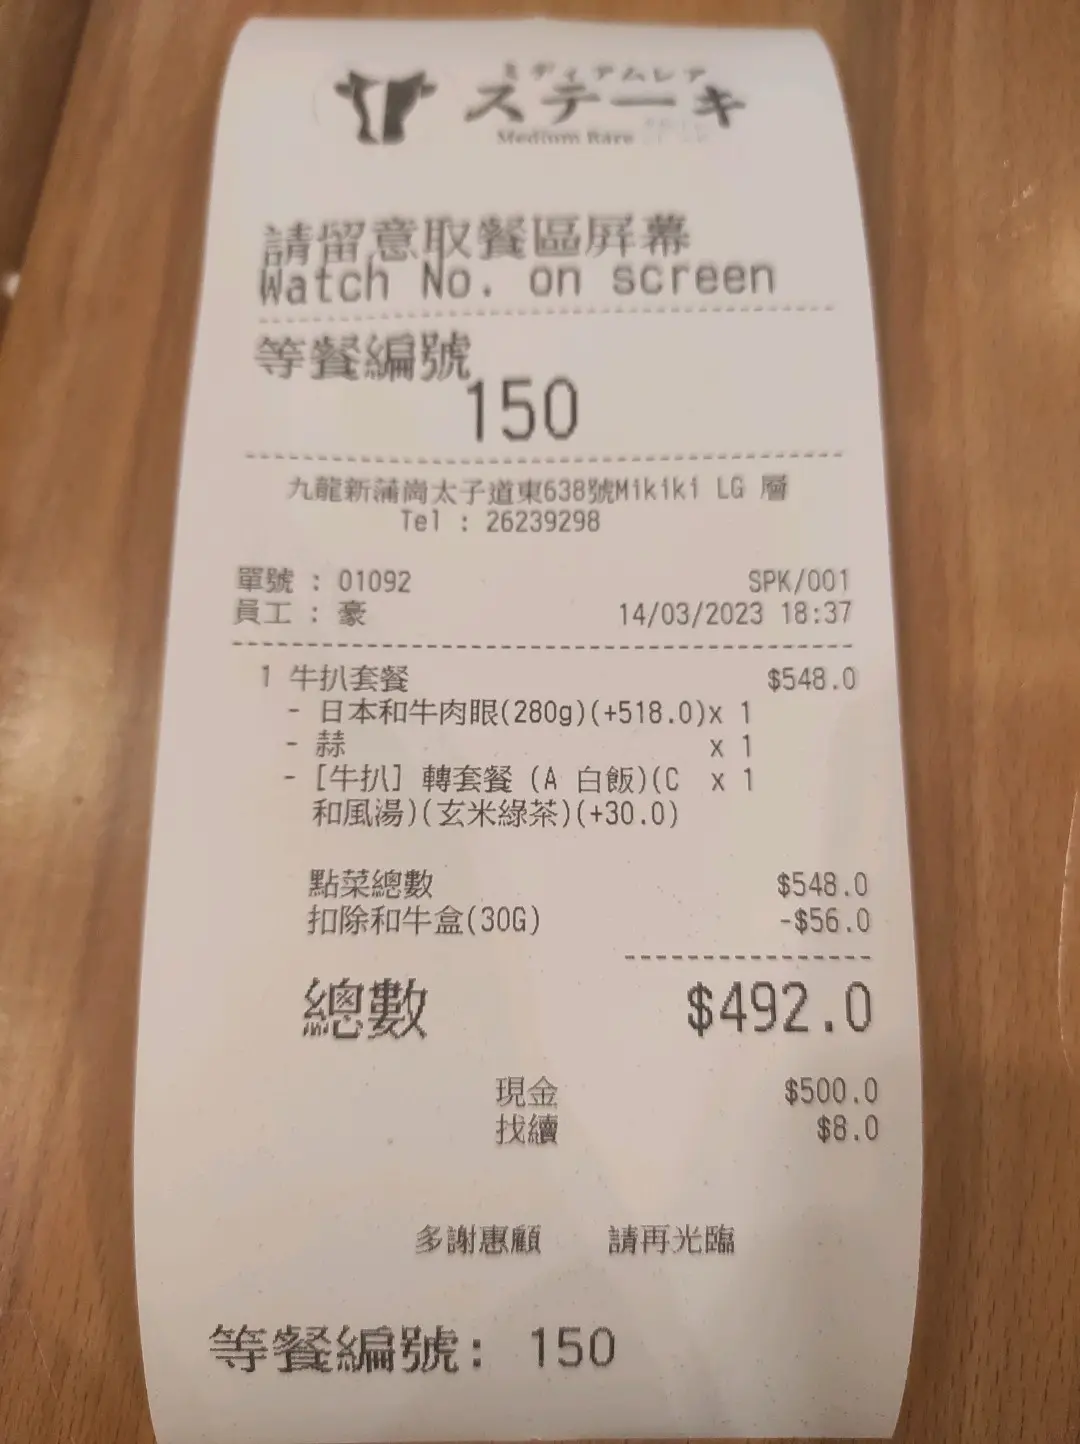 ミディアムレア
ステーキ
Medium Rare
請留意取餐區屏幕
Watch No. on screen
等餐編號
150
九龍新蒲崗太子道東638號Mikiki LG 層
Tel : 26239298
單號 : 01092 SPK/001
員工 : 豪 14/03/2023 18:37
1 牛扒套餐 $548.0
- 日本和牛肉眼(280g)(+518.0)x 1
- 蒜 x 1
- [牛扒] 轉套餐 (A 白飯)(C x 1
和風湯)(玄米綠茶)(+30.0)
點菜總數 $548.0
扣除和牛盒(30G) -$56.0
總數 $492.0
現金 $500.0
找續 $8.0
多謝惠顧 請再光臨
等餐編號: 150